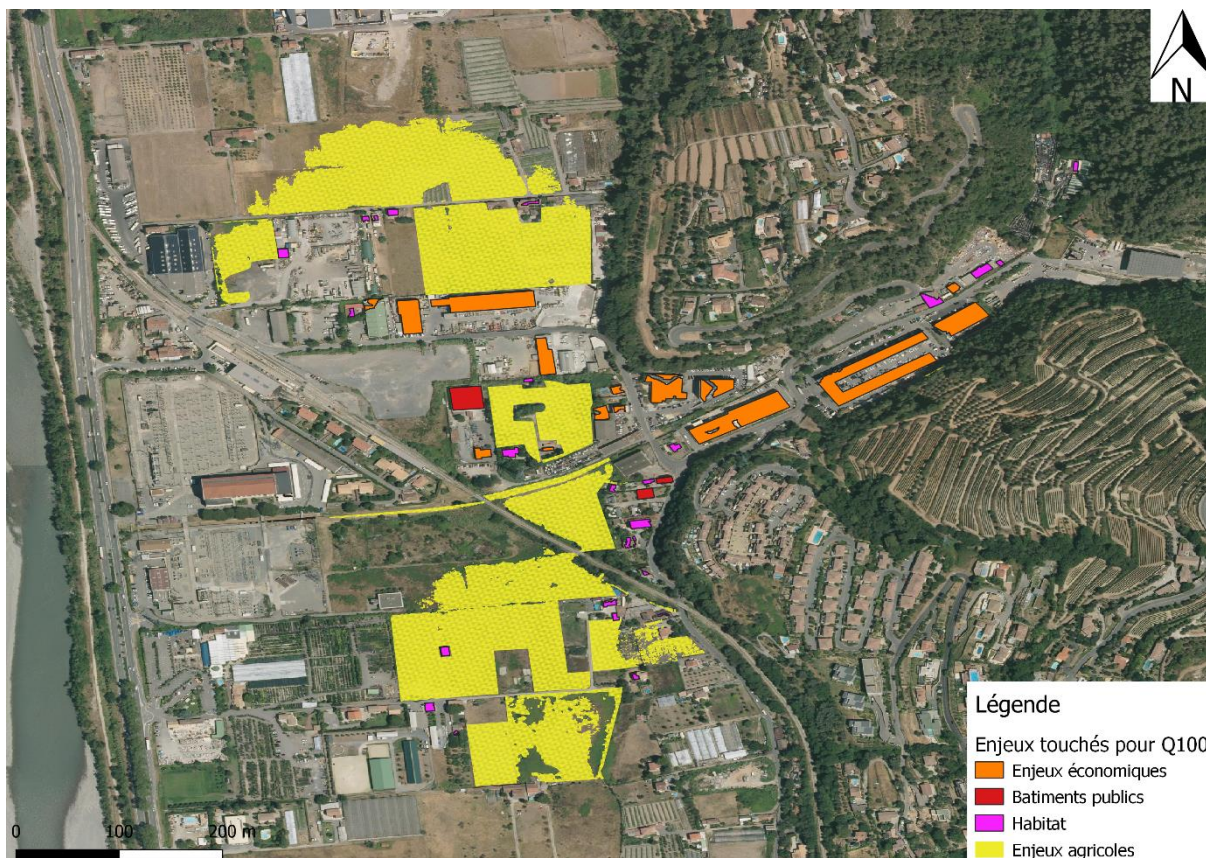 N
Légende
Enjeux touchés pour Q100
Enjeux économiques
Batiments publics
Habitat
Enjeux agricoles
0 100 200 m